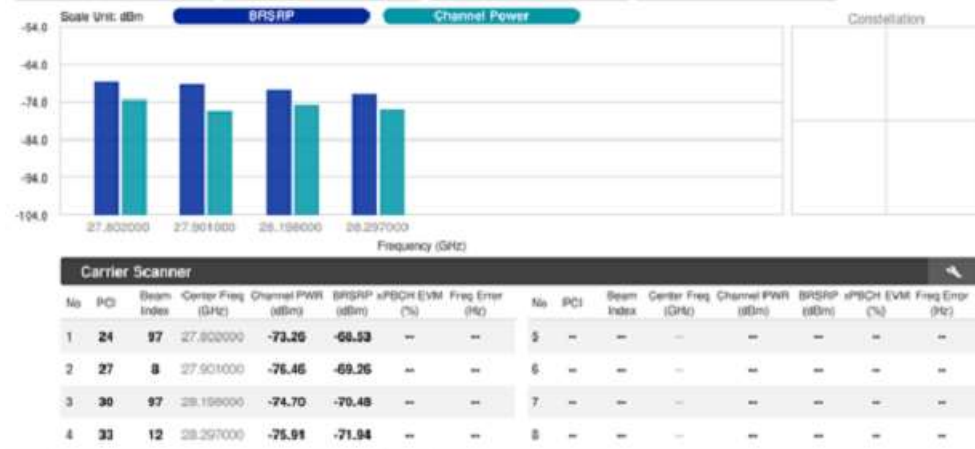 Scale Unit: dBm BRSRP Channel Power Constellation
-54.0
-64.0
-74.0
-84.0
-94.0
-104.0
27.802000 27.901000 28.198000 28.297000
Frequency (GHz)
Carrier Scanner
No PCI Beam Index Center Freq (GHz) Channel PWR (dBm) BRSRP (dBm) xPBCH EVM (%) Freq Error (Hz) No PCI Beam Index Center Freq (GHz) Channel PWR (dBm) BRSRP (dBm) xPBCH EVM (%) Freq Error (Hz)
1 24 97 27.802000 -73.26 -68.53 -- -- 5 -- -- -- -- -- -- --
2 27 8 27.901000 -76.46 -69.26 -- -- 6 -- -- -- -- -- -- --
3 30 97 28.198000 -74.70 -70.48 -- -- 7 -- -- -- -- -- -- --
4 33 12 28.297000 -75.91 -71.94 -- -- 8 -- -- -- -- -- -- --